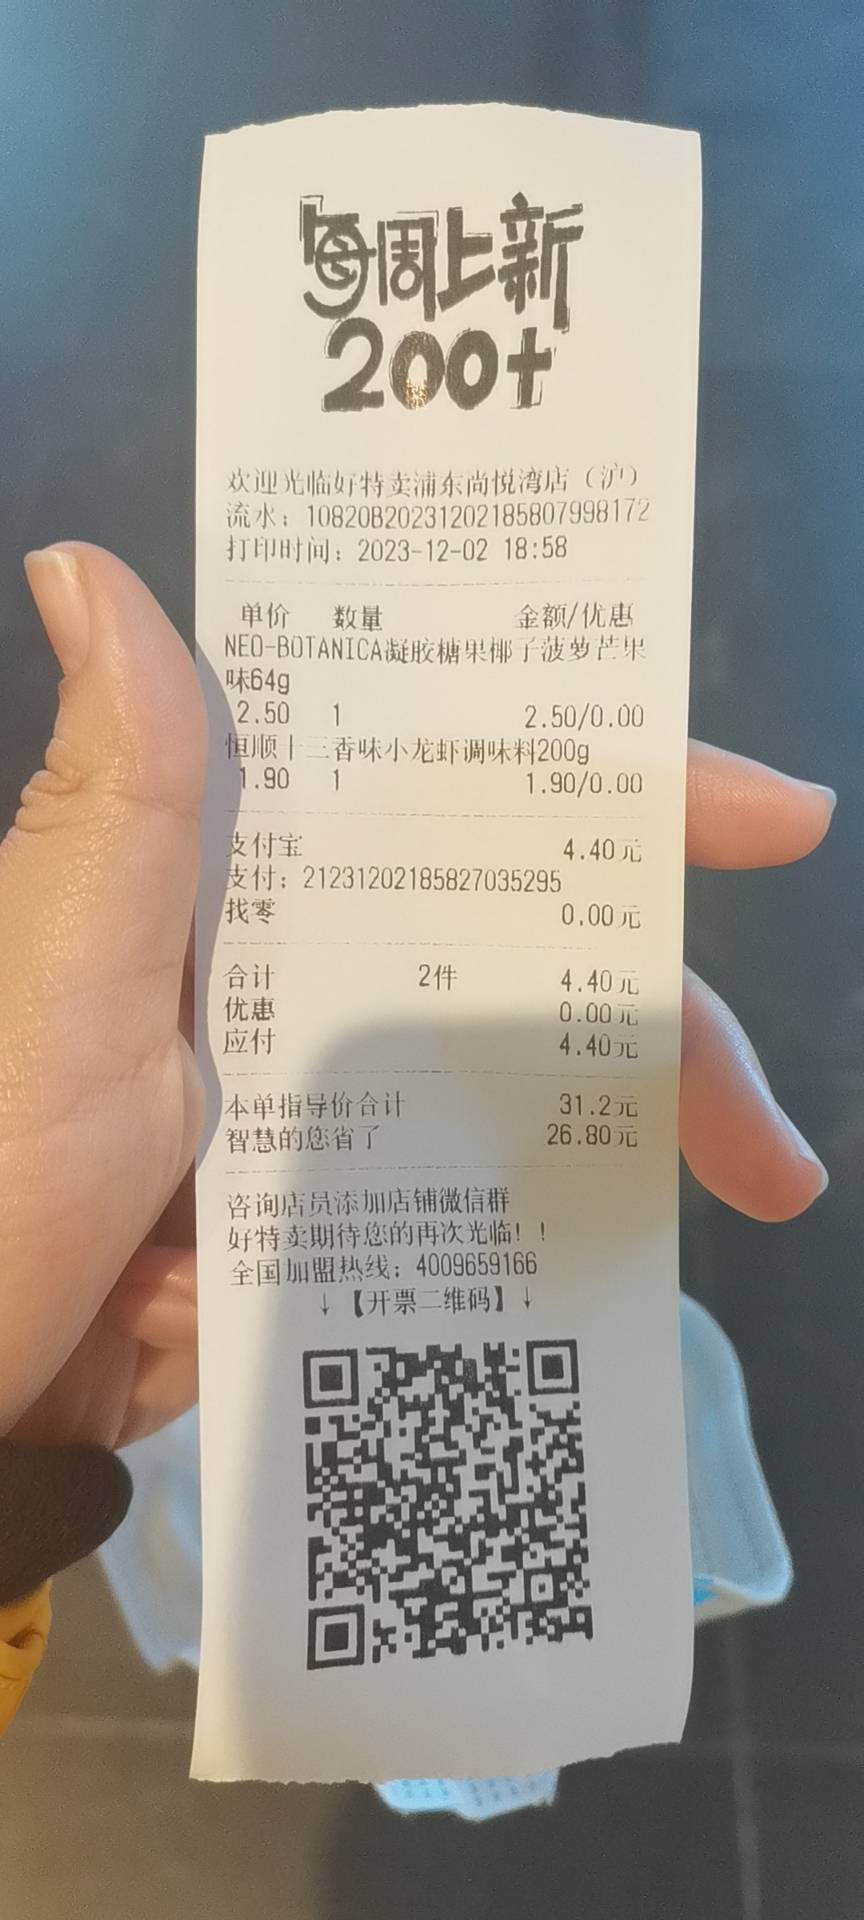 每周上新
200+
欢迎光临好特卖浦东尚悦湾店（沪）
流水：10820B20231202185807998172
打印时间：2023-12-02 18:58
单价 数量 金额/优惠
NEO-BOTANICA凝胶糖果椰子菠萝芒果
味64g
2.50 1 2.50/0.00
恒顺十三香味小龙虾调味料200g
1.90 1 1.90/0.00
支付宝 4.40元
支付：21231202185827035295
找零 0.00元
合计 2件 4.40元
优惠 0.00元
应付 4.40元
本单指导价合计 31.2元
智慧的您省了 26.80元
咨询店员添加店铺微信群
好特卖期待您的再次光临！！
全国加盟热线：4009659166
↓【开票二维码】↓